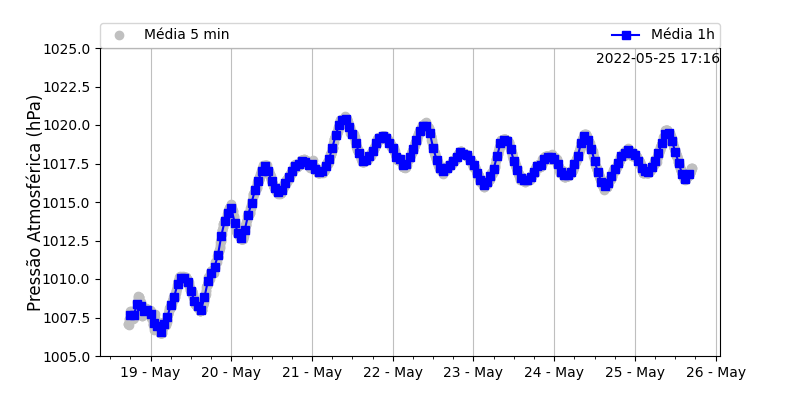 Média 5 min
Média 1h
2022-05-25 17:16
Pressão Atmosférica (hPa)
1025.0
1022.5
1020.0
1017.5
1015.0
1012.5
1010.0
1007.5
1005.0
19 - May
20 - May
21 - May
22 - May
23 - May
24 - May
25 - May
26 - May